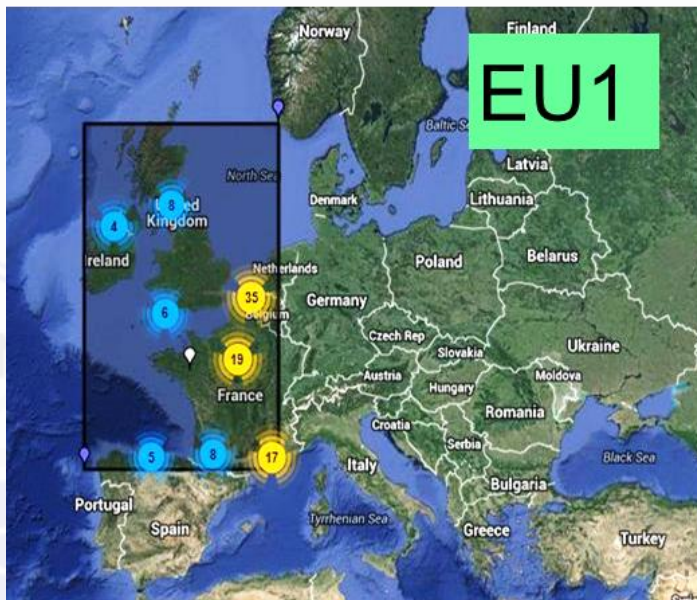 Norway
Finland
EU1
Baltic Se
Latvia
North Sea
Denmark
Lithuania
8
United
Kingdom
4
Ireland
Belarus
Netherlands
Poland
35
Germany
Belgium
6
Czech Rep
Ukraine
Slovakia
19
Austria
Moldova
Hungary
France
Romania
Croatia
Serbia
5
8
17
Italy
Black Sea
Bulgaria
Portugal
Spain
Tyrrhenian Sea
Greece
Turkey